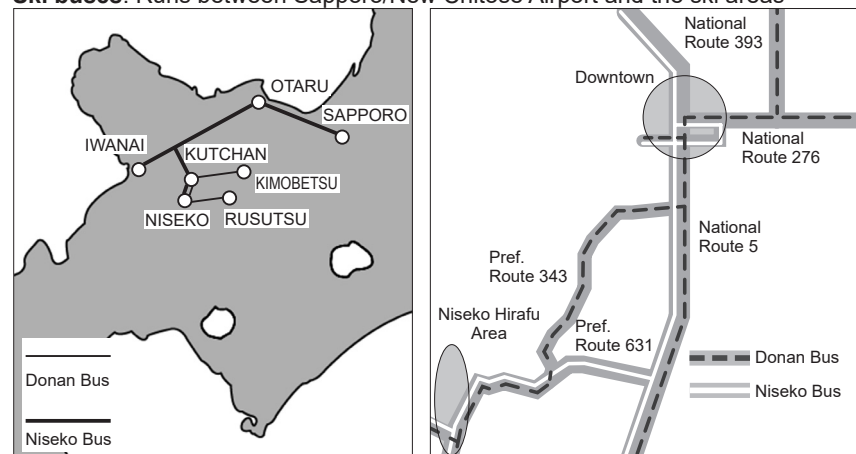 Ski buses: Runs between Sapporo/New Chitose Airport and the ski areas
OTARU
SAPPORO
IWANAI
KUTCHAN
KIMOBETSU
NISEKO
RUSUTSU
Donan Bus
Niseko Bus
National
Route 393
Downtown
National
Route 276
National
Route 5
Pref.
Route 343
Niseko Hirafu
Area
Pref.
Route 631
Donan Bus
Niseko Bus